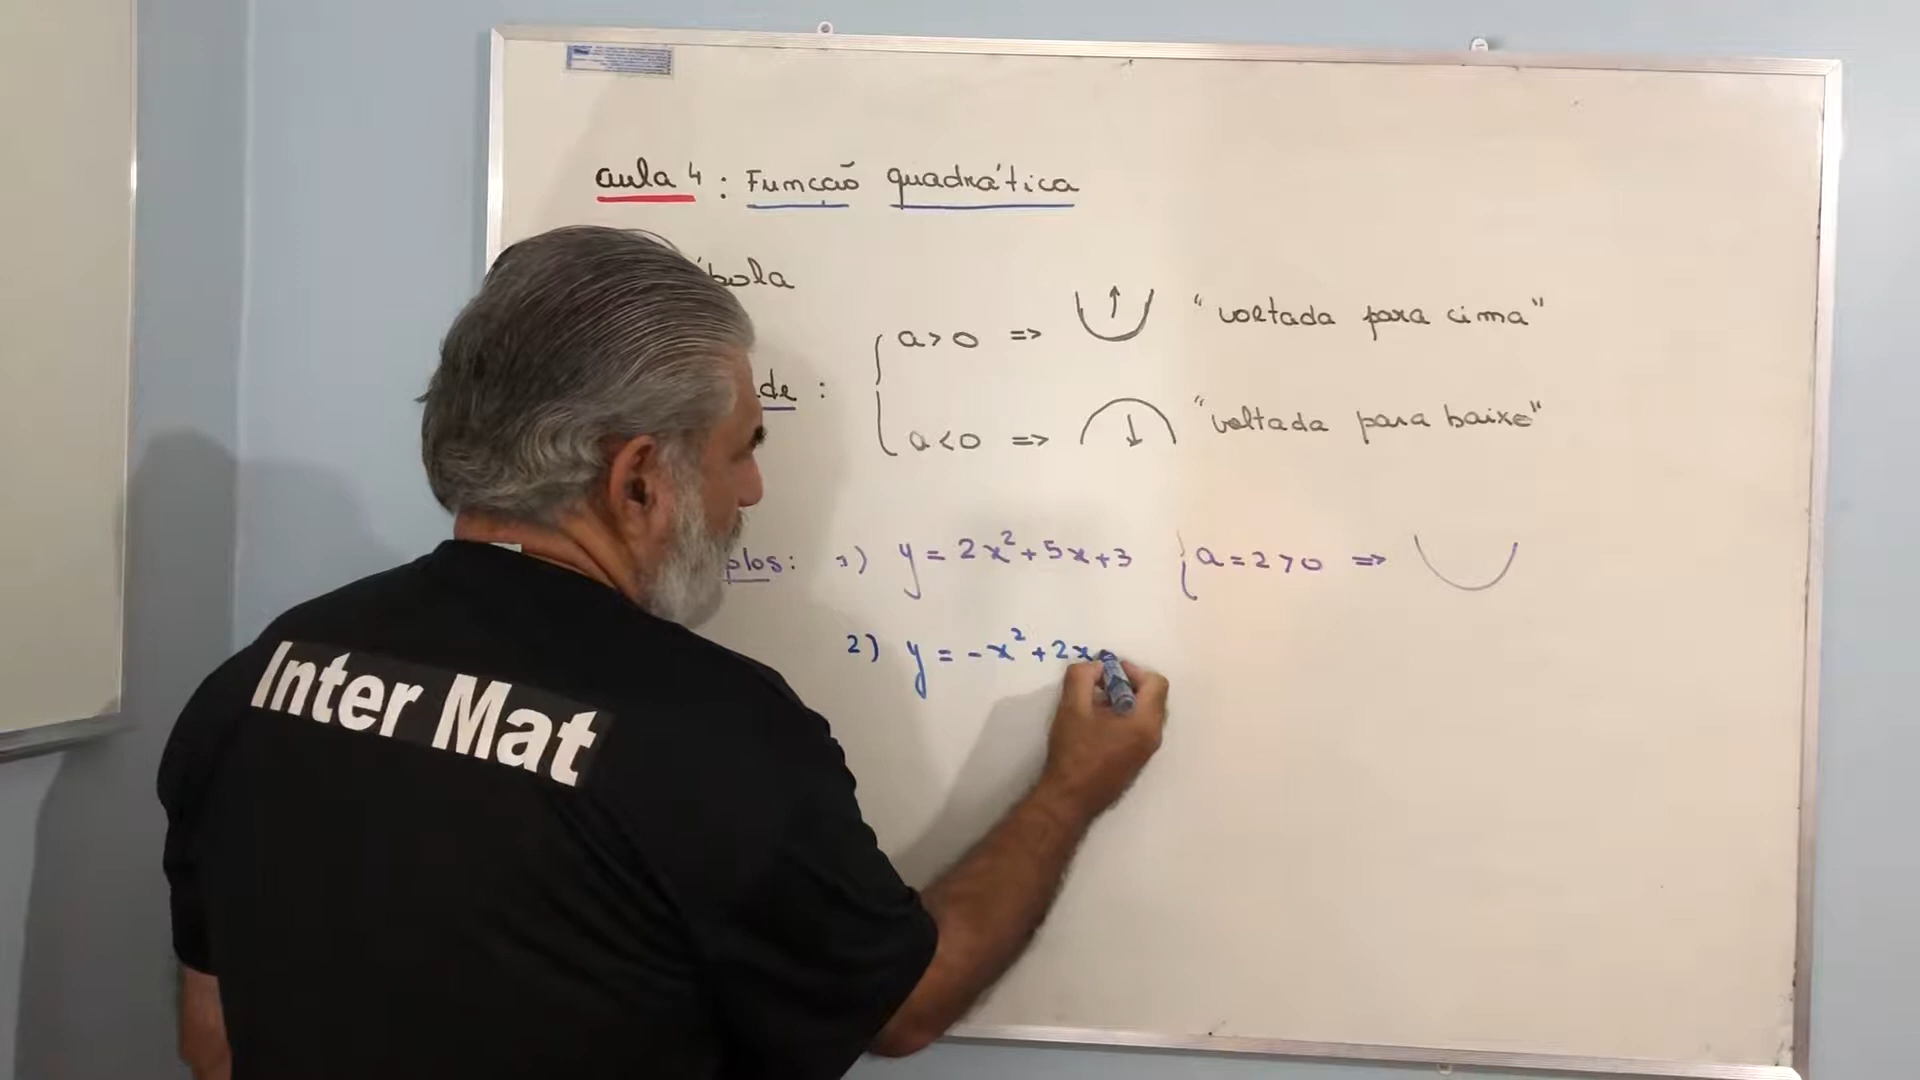 aula 4 : Função quadrática
bola
a > 0 => "voltada para cima"
de :
a < 0 => "voltada para baixo"
plos: 1) y = 2x² + 5x + 3 { a = 2 > 0 =>
2) y = -x² + 2x
Inter Mat